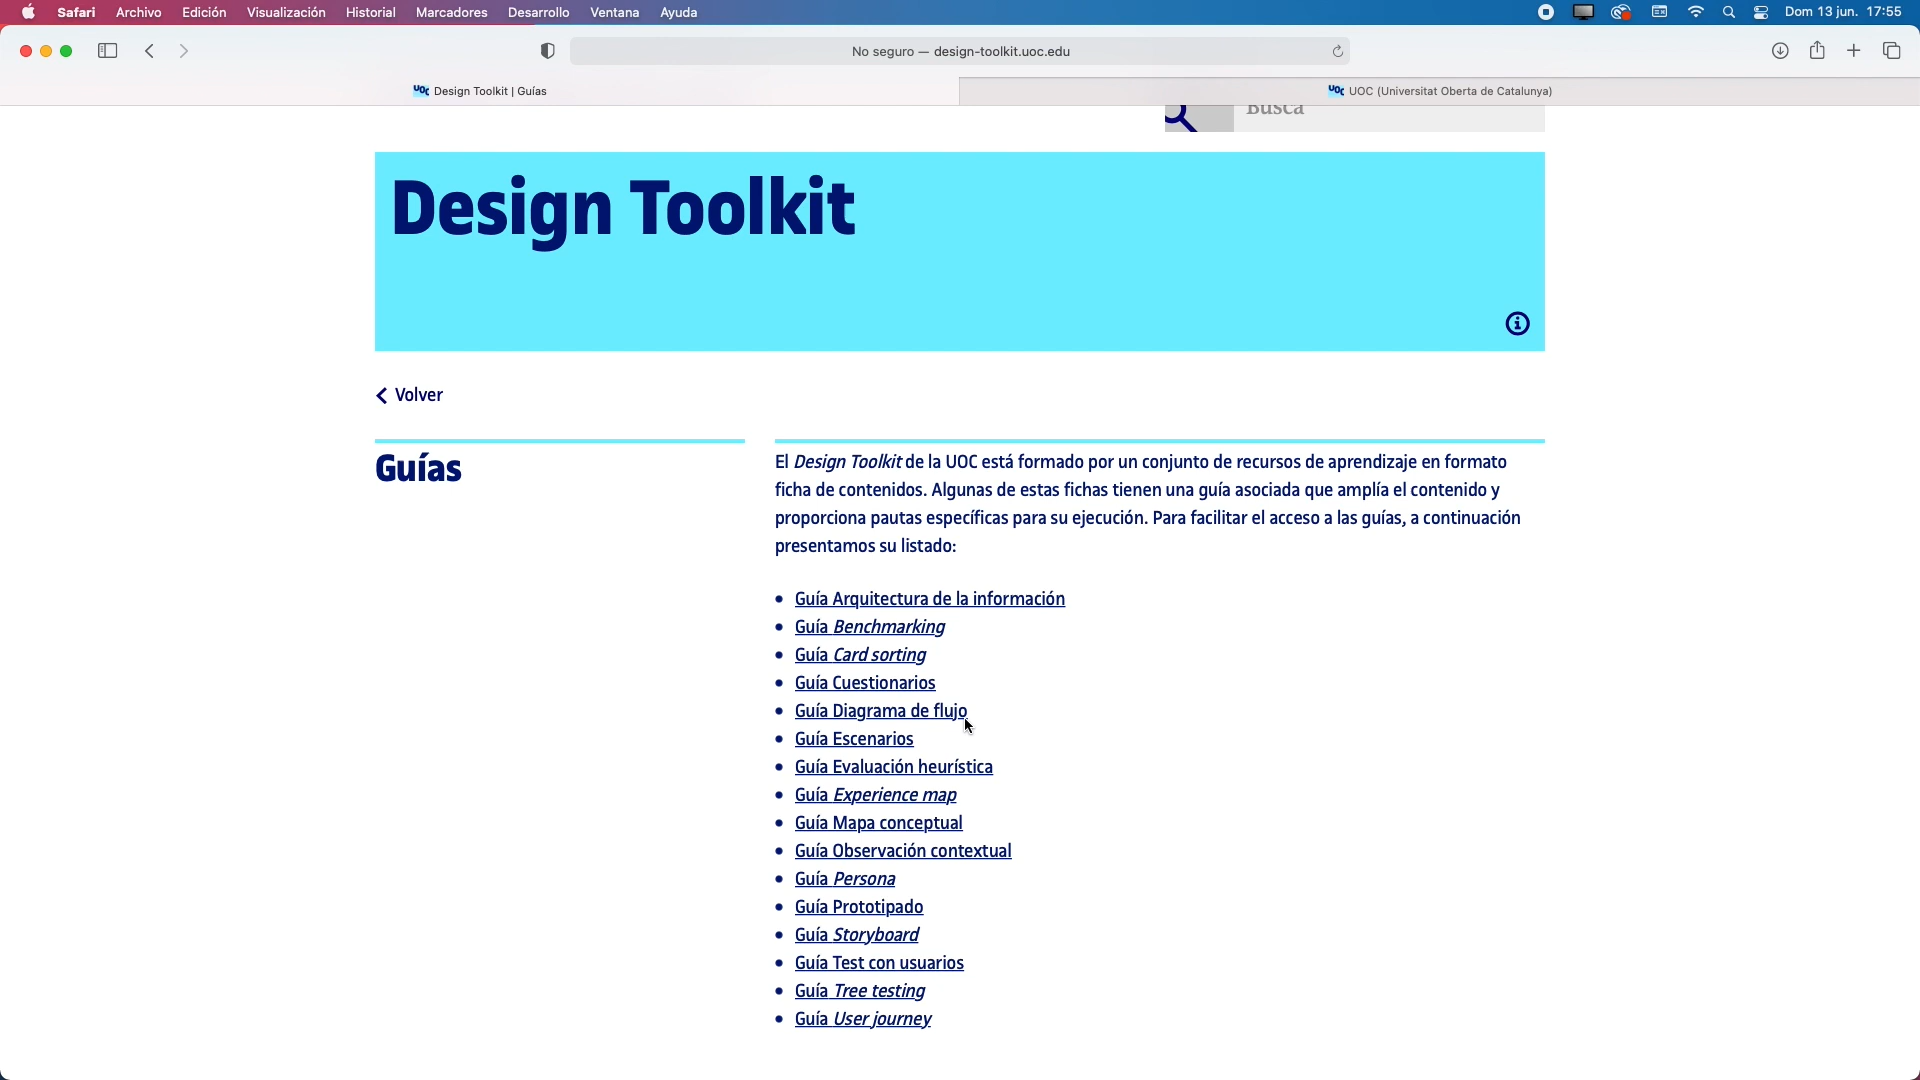 Safari Archivo Edición Visualización Historial Marcadores Desarrollo Ventana Ayuda Dom 13 jun. 17:55
No seguro — design-toolkit.uoc.edu
UOC Design Toolkit | Guías UOC UOC (Universitat Oberta de Catalunya)
Busca
Design Toolkit
Volver
Guías
El Design Toolkit de la UOC está formado por un conjunto de recursos de aprendizaje en formato
ficha de contenidos. Algunas de estas fichas tienen una guía asociada que amplía el contenido y
proporciona pautas específicas para su ejecución. Para facilitar el acceso a las guías, a continuación
presentamos su listado:
Guía Arquitectura de la información
Guía Benchmarking
Guía Card sorting
Guía Cuestionarios
Guía Diagrama de flujo
Guía Escenarios
Guía Evaluación heurística
Guía Experience map
Guía Mapa conceptual
Guía Observación contextual
Guía Persona
Guía Prototipado
Guía Storyboard
Guía Test con usuarios
Guía Tree testing
Guía User journey